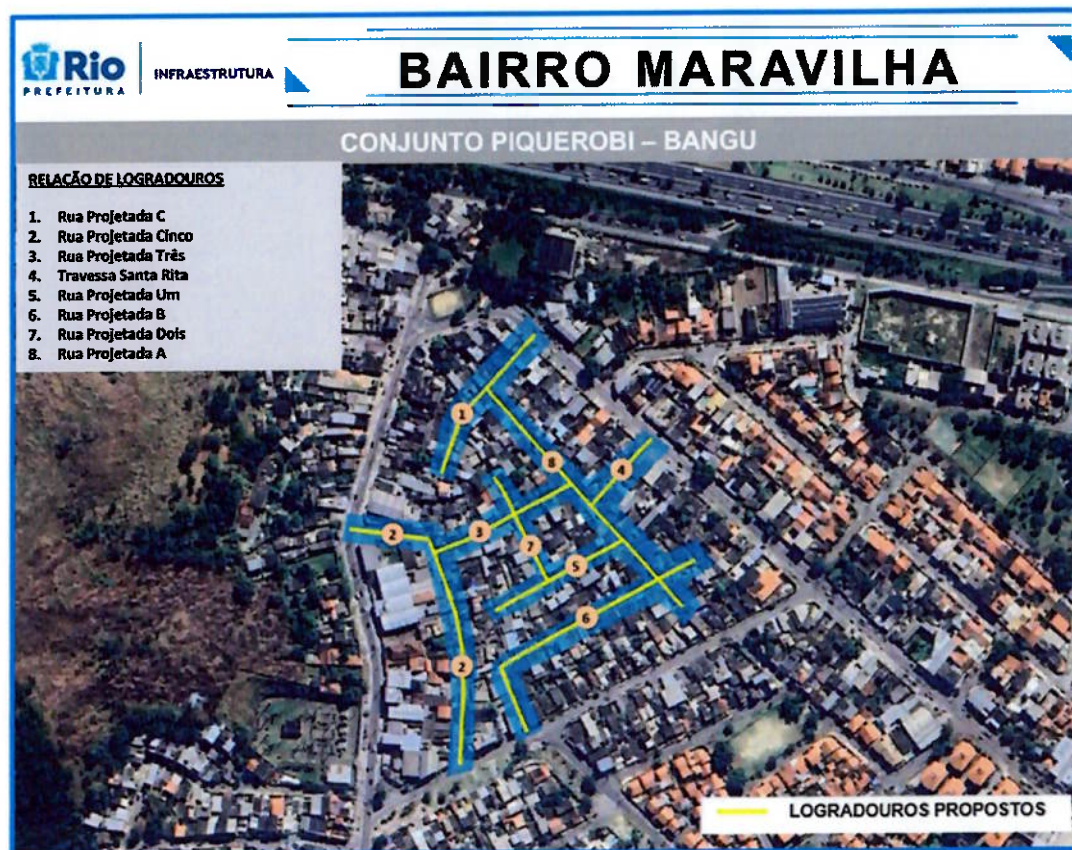 Rio
PREFEITURA
INFRAESTRUTURA
BAIRRO MARAVILHA
CONJUNTO PIQUEROBI – BANGU
RELAÇÃO DE LOGRADOUROS
1. Rua Projetada C
2. Rua Projetada Cinco
3. Rua Projetada Três
4. Travessa Santa Rita
5. Rua Projetada Um
6. Rua Projetada B
7. Rua Projetada Dois
8. Rua Projetada A
1
8
4
2
3
7
5
6
2
LOGRADOUROS PROPOSTOS